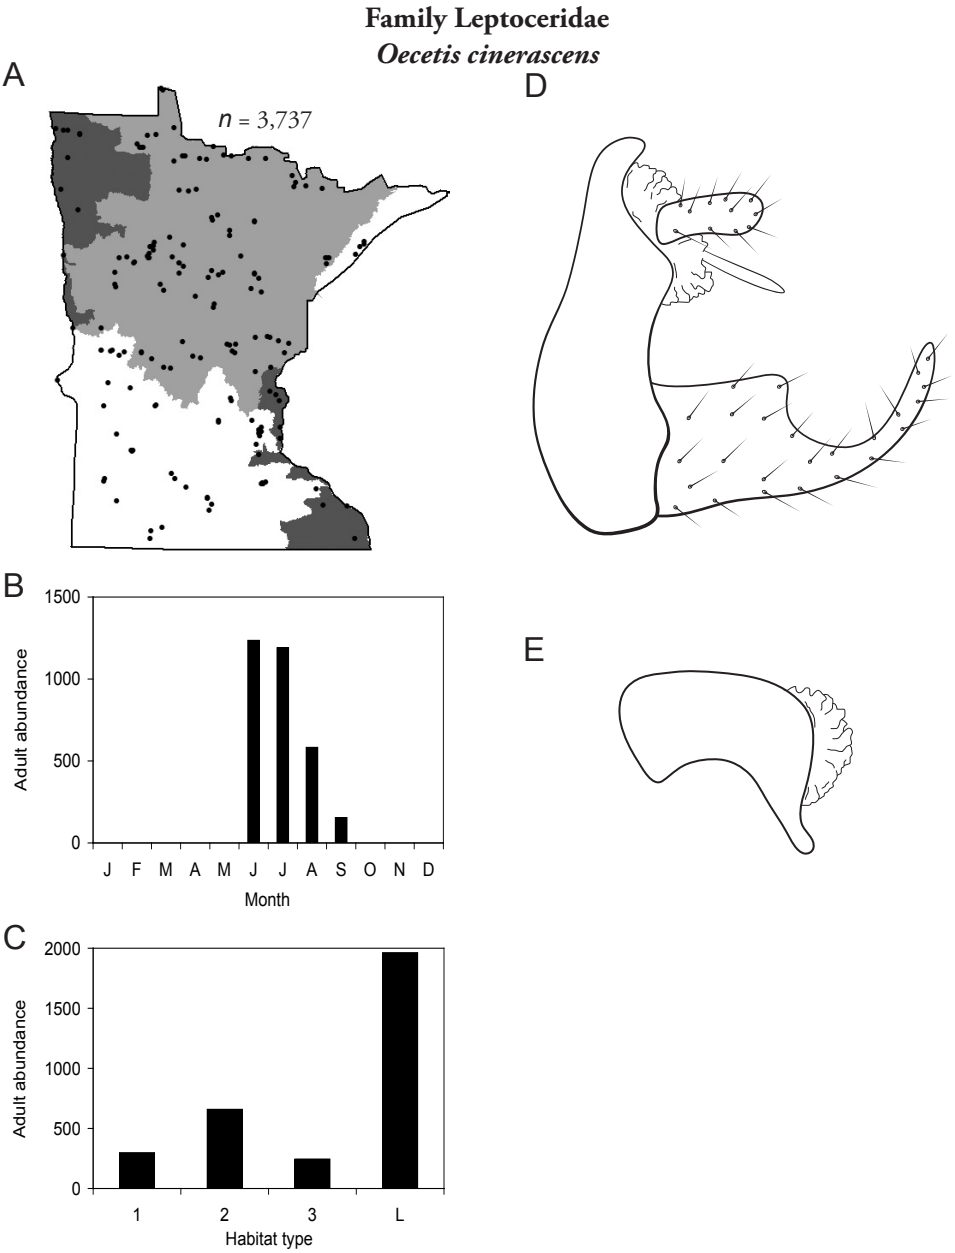 Family Leptoceridae
Oecetis cinerascens
A
n = 3,737
D
B
1500
1000
500
0
Adult abundance
J F M A M J J A S O N D
Month
E
C
2000
1500
1000
500
0
Adult abundance
1 2 3 L
Habitat type